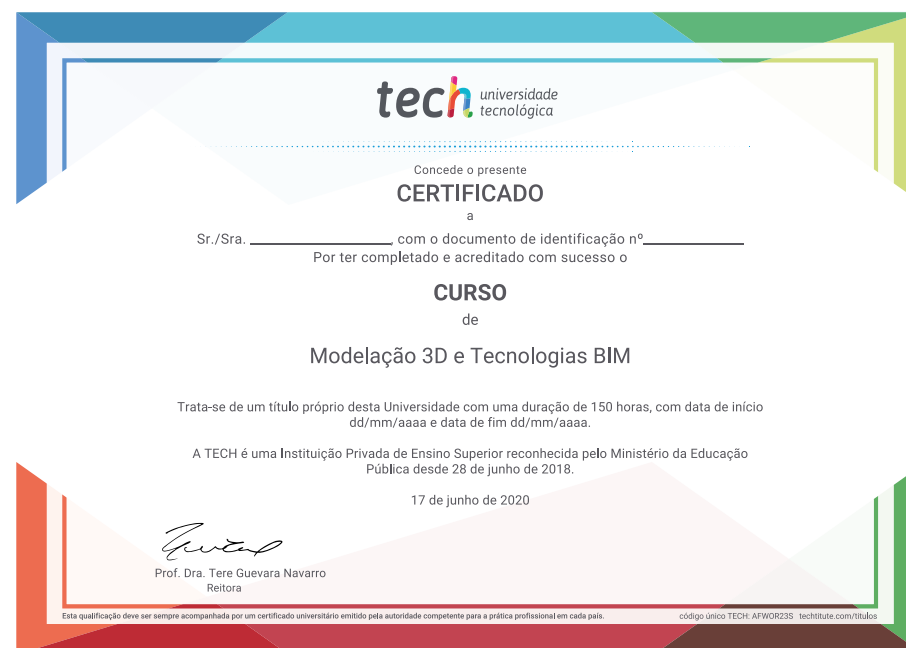 tech universidade
tecnológica
Concede o presente
CERTIFICADO
a
Sr./Sra. ____________________, com o documento de identificação nº______________
Por ter completado e acreditado com sucesso o
CURSO
de
Modelação 3D e Tecnologias BIM
Trata-se de um título próprio desta Universidade com uma duração de 150 horas, com data de início
dd/mm/aaaa e data de fim dd/mm/aaaa.
A TECH é uma Instituição Privada de Ensino Superior reconhecida pelo Ministério da Educação
Pública desde 28 de junho de 2018.
17 de junho de 2020
Prof. Dra. Tere Guevara Navarro
Reitora
Esta qualificação deve ser sempre acompanhada por um certificado universitário emitido pela autoridade competente para a prática profissional em cada país.
código único TECH: AFWOR23S techtitute.com/titulos